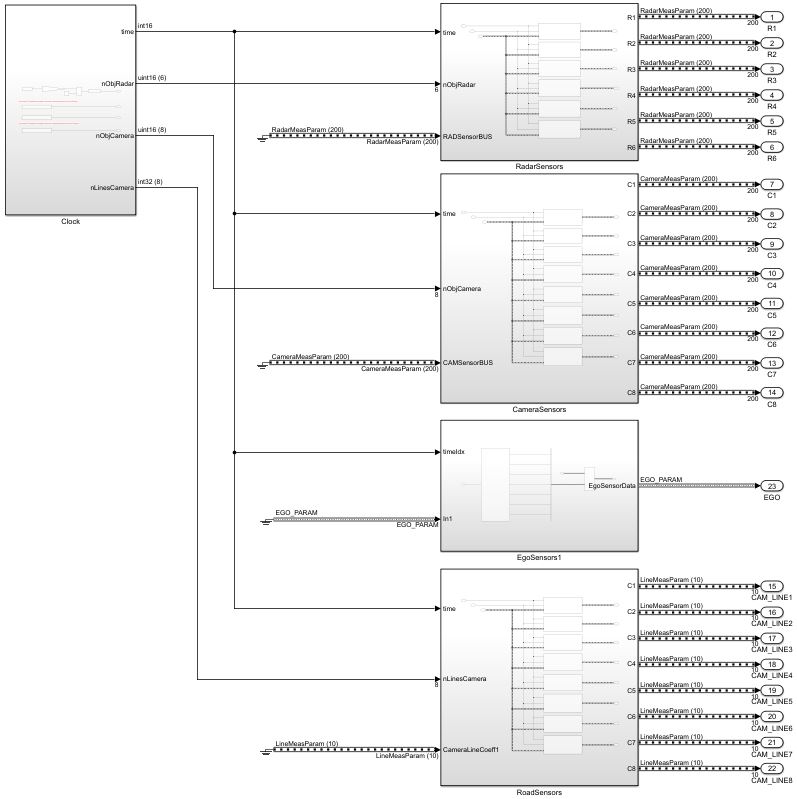 time
int16
nObjRadar
uint16 (6)
nObjCamera
uint16 (8)
nLinesCamera
int32 (8)
Clock
time
nObjRadar
6
RadarMeasParam (200)
RADSensorBUS
RadarMeasParam (200)
R1
RadarMeasParam (200)
200
1
R1
R2
RadarMeasParam (200)
200
2
R2
R3
RadarMeasParam (200)
200
3
R3
R4
RadarMeasParam (200)
200
4
R4
R5
RadarMeasParam (200)
200
5
R5
R6
RadarMeasParam (200)
200
6
R6
RadarSensors
time
nObjCamera
8
CameraMeasParam (200)
CAMSensorBUS
CameraMeasParam (200)
C1
CameraMeasParam (200)
200
7
C1
C2
CameraMeasParam (200)
200
8
C2
C3
CameraMeasParam (200)
200
9
C3
C4
CameraMeasParam (200)
200
10
C4
C5
CameraMeasParam (200)
200
11
C5
C6
CameraMeasParam (200)
200
12
C6
C7
CameraMeasParam (200)
200
13
C7
C8
CameraMeasParam (200)
200
14
C8
CameraSensors
timeIdx
EGO_PARAM
In1
EGO_PARAM
EgoSensorData
EGO_PARAM
23
EGO
EgoSensors1
time
nLinesCamera
8
LineMeasParam (10)
CameraLineCoeff1
LineMeasParam (10)
C1
LineMeasParam (10)
10
15
CAM_LINE1
C2
LineMeasParam (10)
10
16
CAM_LINE2
C3
LineMeasParam (10)
10
17
CAM_LINE3
C4
LineMeasParam (10)
10
18
CAM_LINE4
C5
LineMeasParam (10)
10
19
CAM_LINE5
C6
LineMeasParam (10)
10
20
CAM_LINE6
C7
LineMeasParam (10)
10
21
CAM_LINE7
C8
LineMeasParam (10)
10
22
CAM_LINE8
RoadSensors